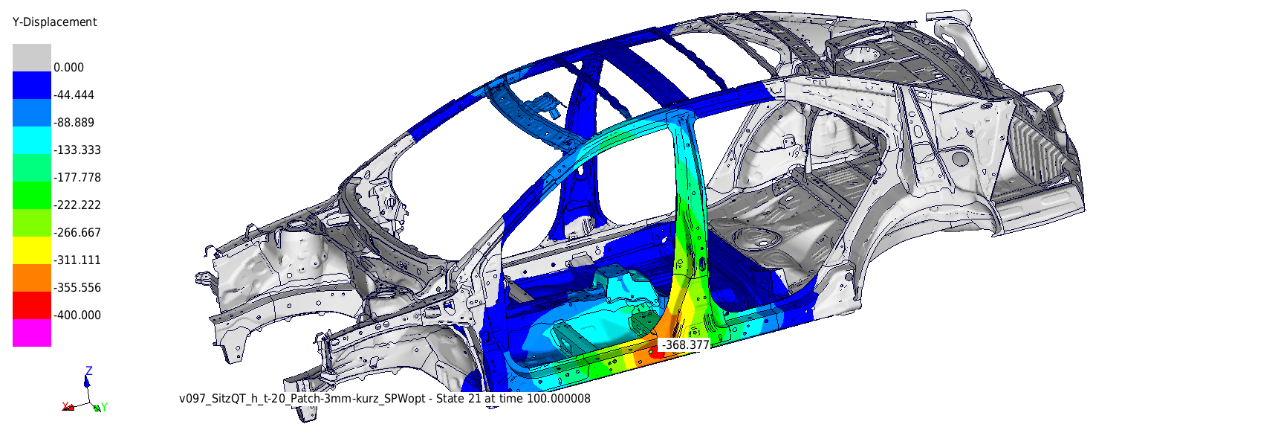 Y-Displacement
0.000
-44.444
-88.889
-133.333
-177.778
-222.222
-266.667
-311.111
-355.556
-400.000
-368.377
Z
X
Y
v097_SitzQT_h_t-20_Patch-3mm-kurz_SPWopt - State 21 at time 100.000008